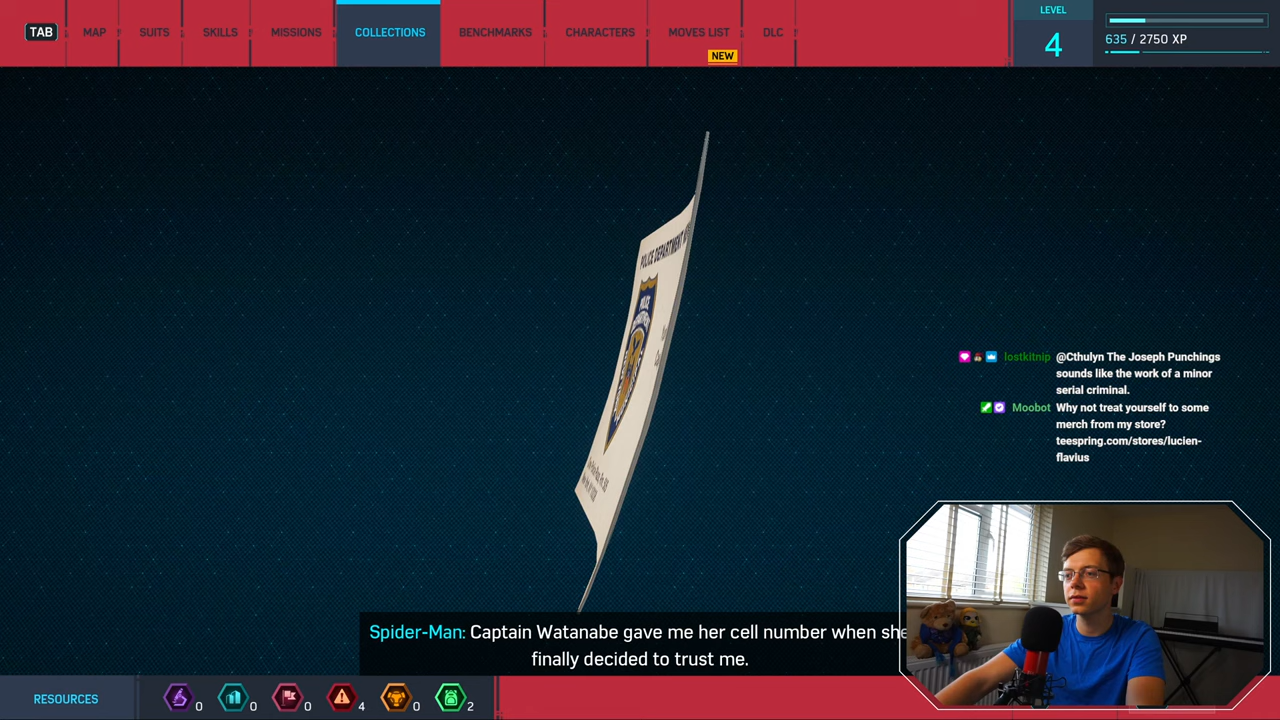 TAB
MAP
SUITS
SKILLS
MISSIONS
COLLECTIONS
BENCHMARKS
CHARACTERS
MOVES LIST
NEW
DLC
LEVEL
4
635 / 2750 XP
POLICE DEPARTMENT
POLICE
DEPARTMENT
lostkitnip @Cthulyn The Joseph Punchings
sounds like the work of a minor
serial criminal.
Moobot Why not treat yourself to some
merch from my store?
teespring.com/stores/lucien-
flavius
Spider-Man: Captain Watanabe gave me her cell number when she
finally decided to trust me.
RESOURCES
0
0
0
4
0
2